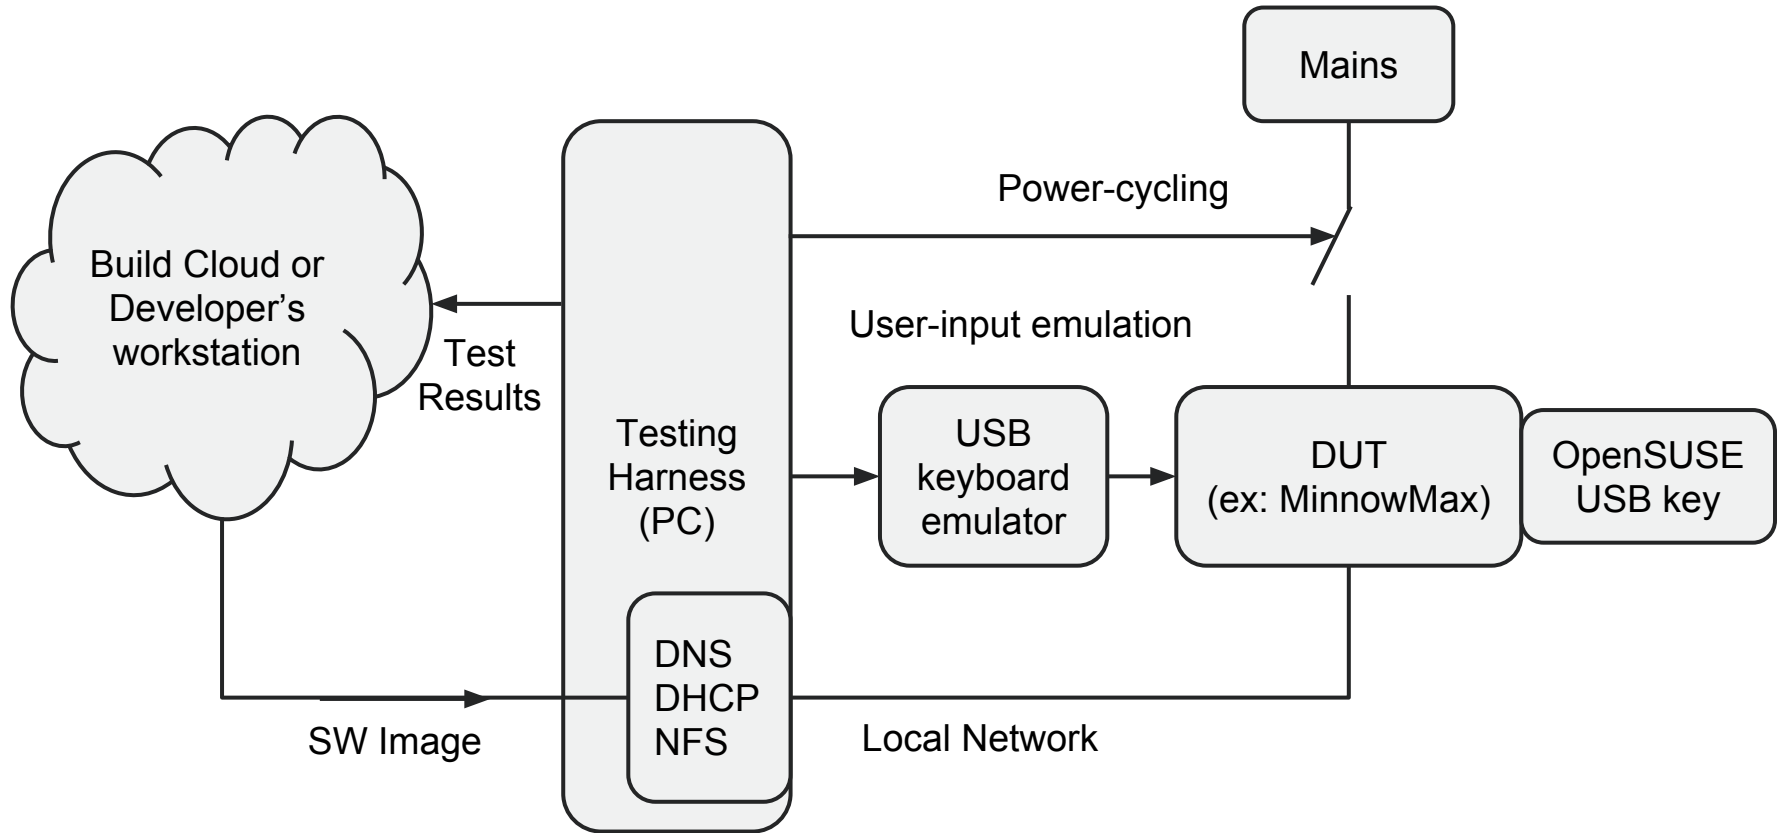 Mains
Power-cycling
Build Cloud or
Developer’s
workstation
User-input emulation
Test
Results
Testing
Harness
(PC)
USB
keyboard
emulator
DUT
(ex: MinnowMax)
OpenSUSE
USB key
DNS
DHCP
NFS
SW Image
Local Network